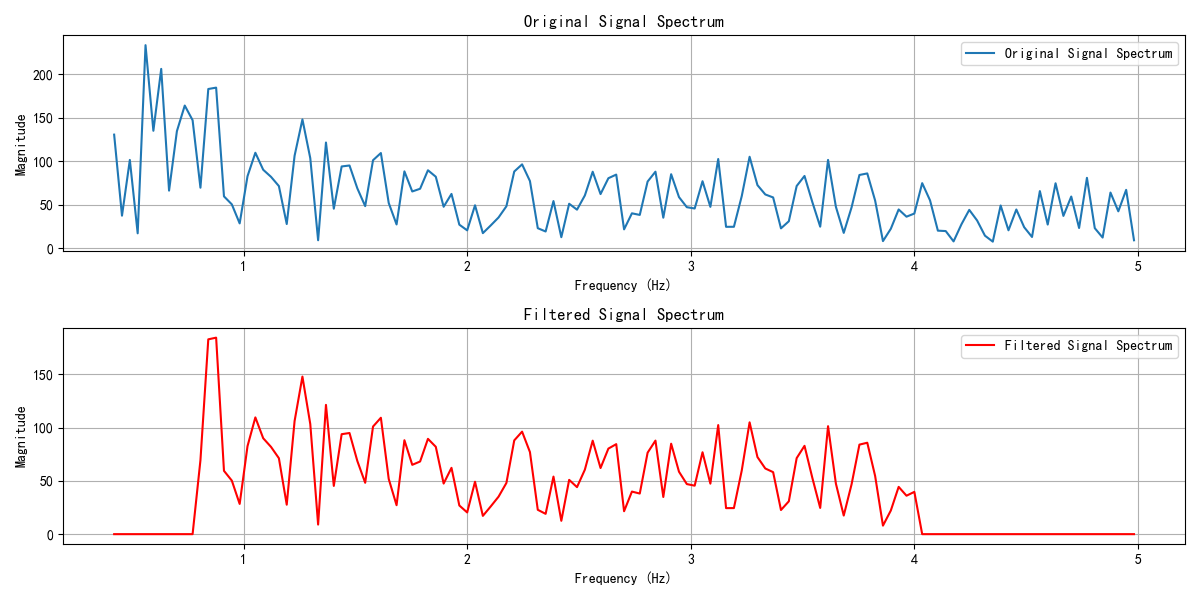 Original Signal Spectrum
Original Signal Spectrum
Magnitude
200
150
100
50
0
1 2 3 4 5
Frequency (Hz)
Filtered Signal Spectrum
Filtered Signal Spectrum
Magnitude
150
100
50
0
1 2 3 4 5
Frequency (Hz)